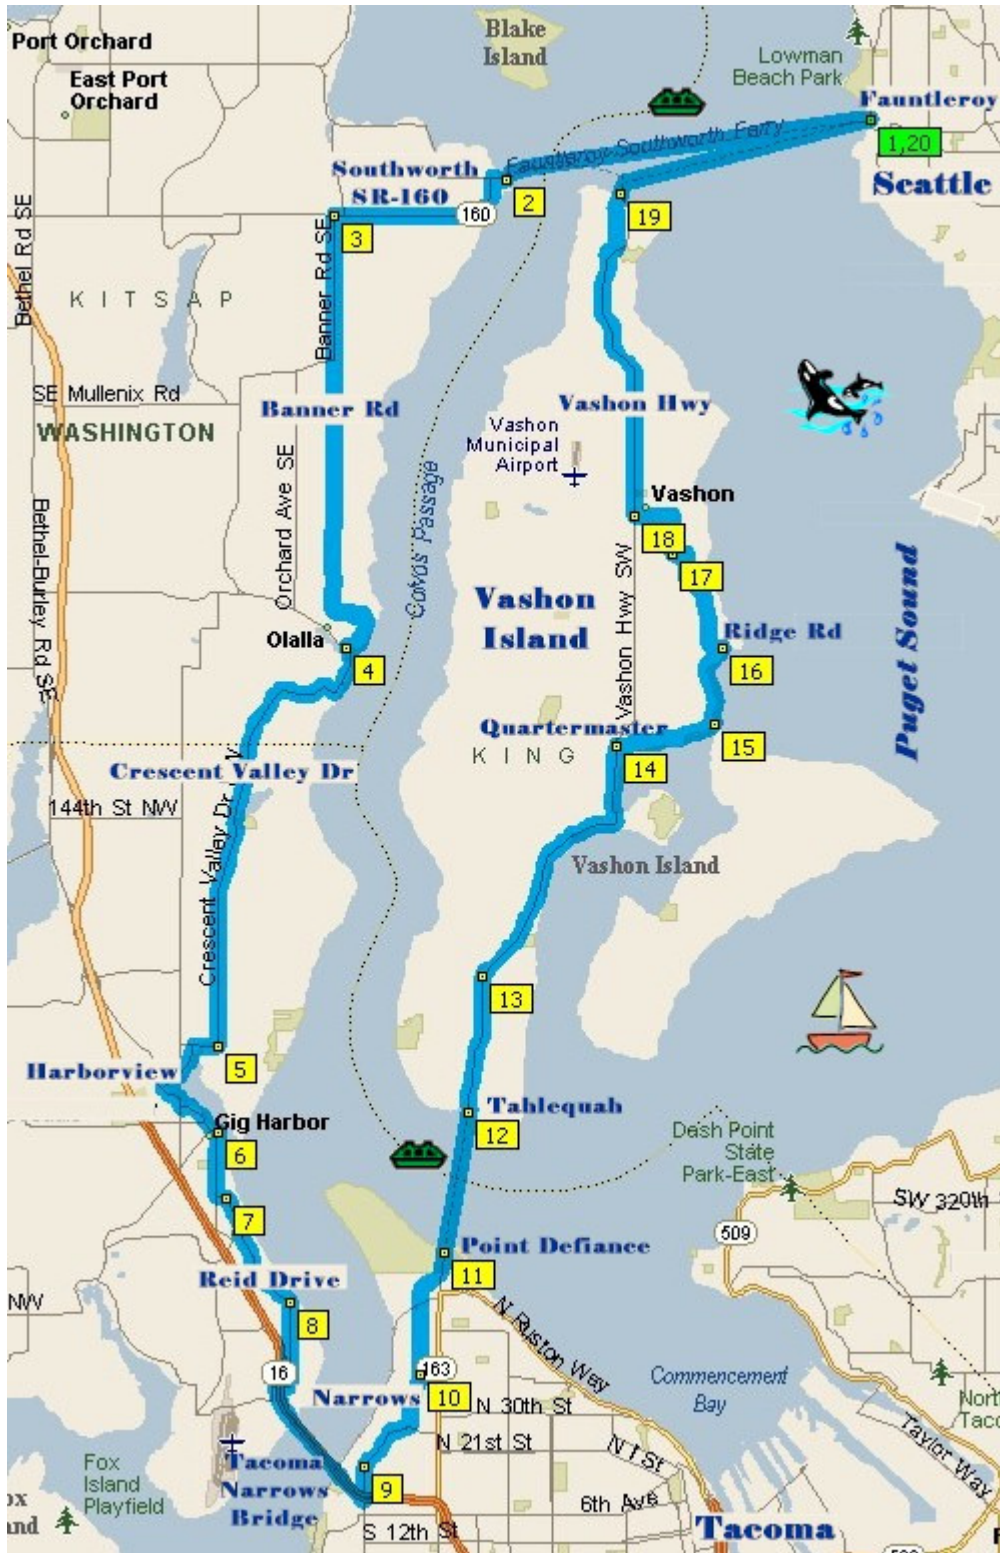 Port Orchard
East Port
Orchard
Blake
Island
Lowman
Beach Park
Fauntleroy
1,20
Seattle
Fauntleroy-Southworth Ferry
Southworth
SR-160
160
2
3
19
Bethel Rd SE
Banner Rd SE
KITSAP
SE Mullenix Rd
WASHINGTON
Banner Rd
Vashon Hwy
Vashon
Municipal
Airport
Vashon
Colvos Passage
Orchard Ave SE
Bethel-Burley Rd SE
18
17
Vashon Hwy SW
Vashon
Island
Puget Sound
Ridge Rd
16
Olalla
4
Quartermaster
KING
15
14
Crescent Valley Dr
144th St NW
Crescent Valley Dr
Vashon Island
13
5
Harborview
Gig Harbor
6
Tahlequah
12
Dash Point
State
Park-East
SW 320th
509
7
Point Defiance
11
Reid Drive
NW
8
N Ruston Way
16
163
Narrows
10
N 30th St
Commencement
Bay
N 21st St
N I St
Taylor Way
Fox
Island
Playfield
Tacoma
Narrows
Bridge
9
6th Ave
S 12th St
Tacoma